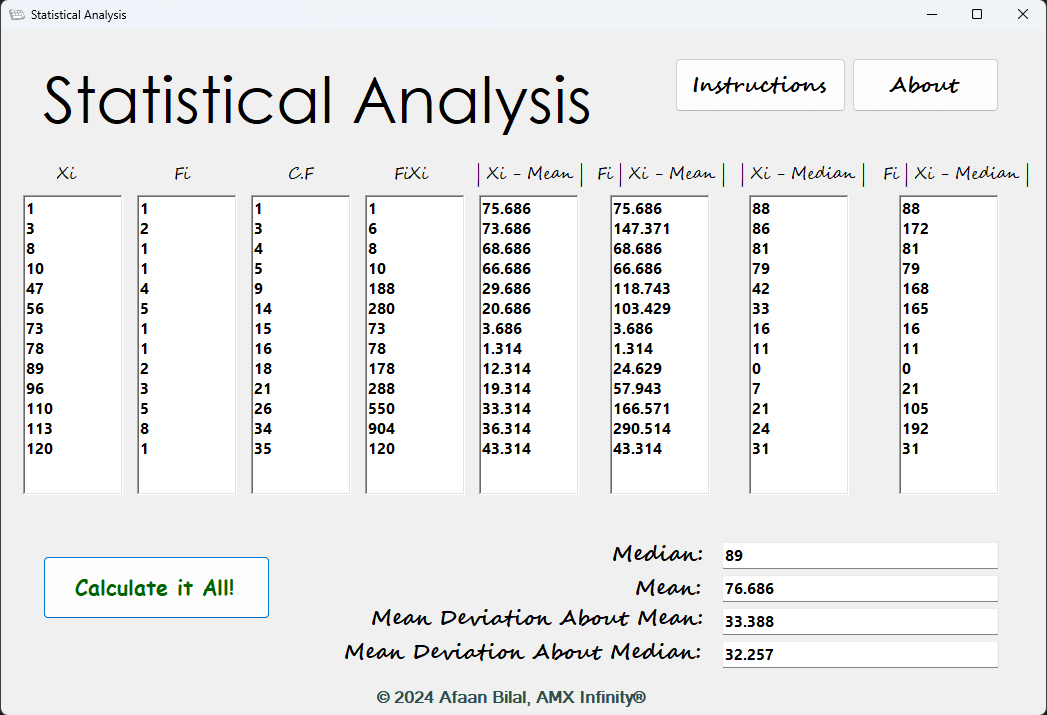 Statistical Analysis
Statistical Analysis
Instructions About
Xi Fi C.F FiXi | Xi - Mean | Fi | Xi - Mean | | Xi - Median | Fi | Xi - Median |
1 1 1 1 75.686 75.686 88 88
3 2 3 6 73.686 147.371 86 172
8 1 4 8 68.686 68.686 81 81
10 1 5 10 66.686 66.686 79 79
47 4 9 188 29.686 118.743 42 168
56 5 14 280 20.686 103.429 33 165
73 1 15 73 3.686 3.686 16 16
78 1 16 78 1.314 1.314 11 11
89 2 18 178 12.314 24.629 0 0
96 3 21 288 19.314 57.943 7 21
110 5 26 550 33.314 166.571 21 105
113 8 34 904 36.314 290.514 24 192
120 1 35 120 43.314 43.314 31 31
Median: 89
Calculate it All!
Mean: 76.686
Mean Deviation About Mean: 33.388
Mean Deviation About Median: 32.257
© 2024 Afaan Bilal, AMX Infinity®